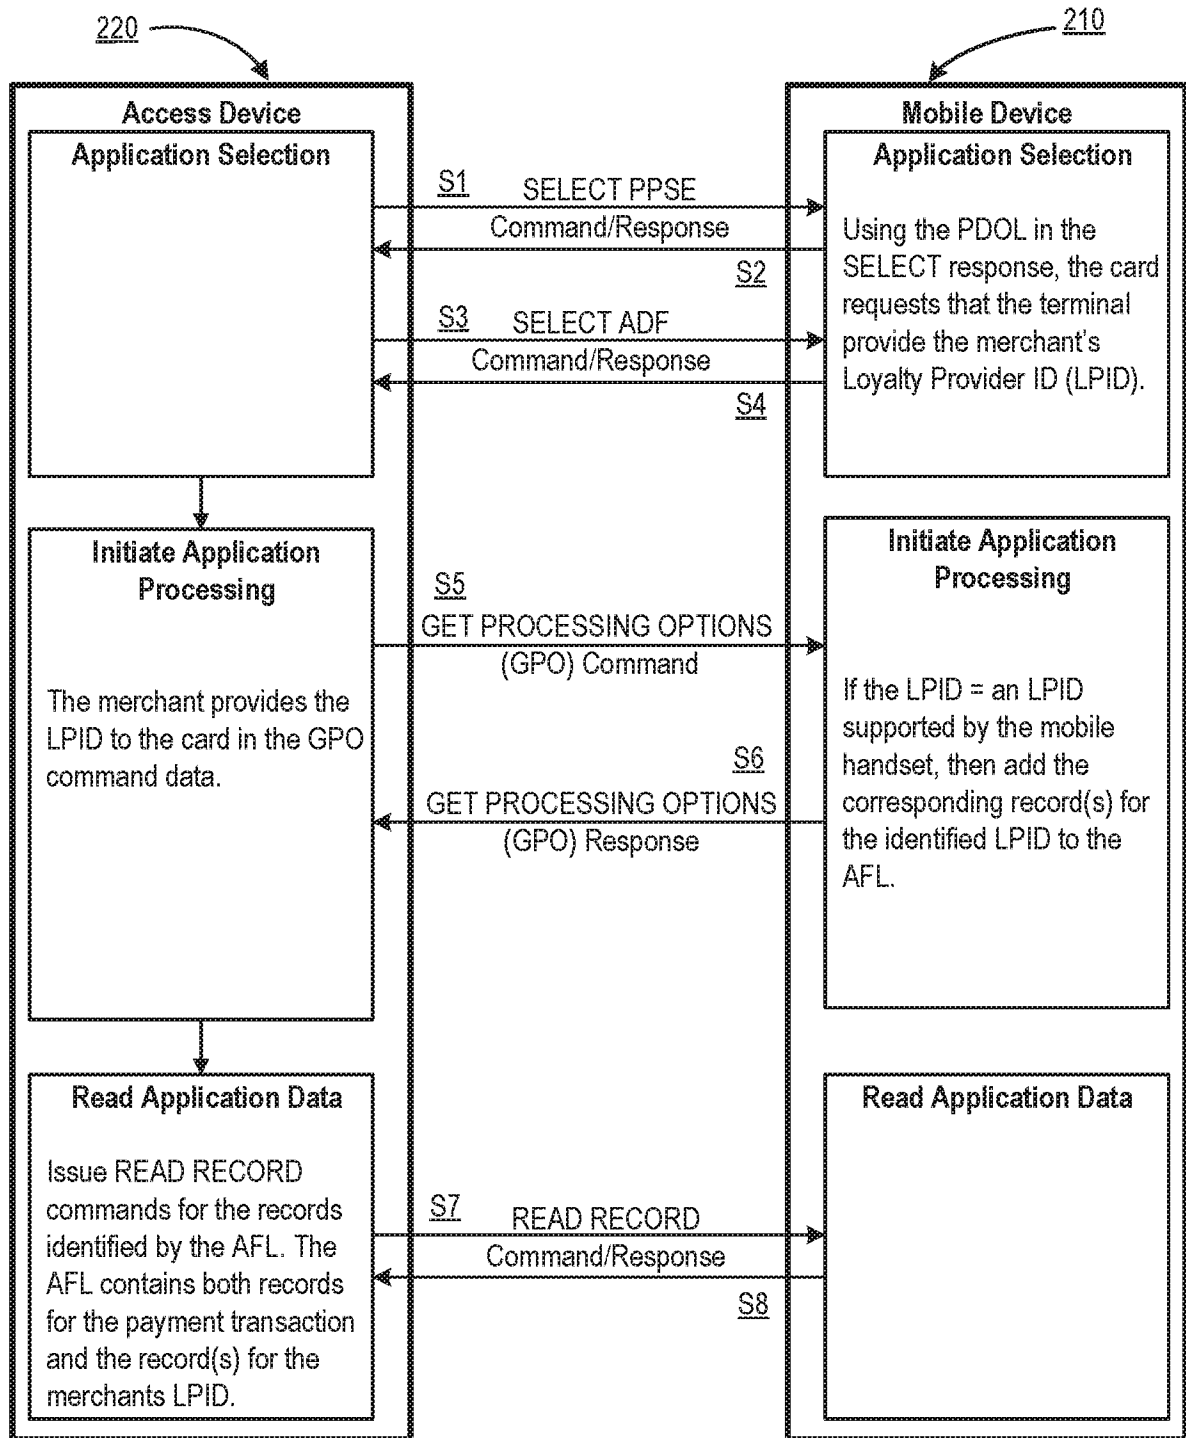 220
210
Access Device
Application Selection
Mobile Device
Application Selection
Using the PDOL in the
SELECT response, the card
requests that the terminal
provide the merchant's
Loyalty Provider ID (LPID).
S1
SELECT PPSE
Command/Response
S2
S3
SELECT ADF
Command/Response
S4
Initiate Application
Processing
The merchant provides the
LPID to the card in the GPO
command data.
Initiate Application
Processing
If the LPID = an LPID
supported by the mobile
handset, then add the
corresponding record(s) for
the identified LPID to the
AFL.
S5
GET PROCESSING OPTIONS
(GPO) Command
S6
GET PROCESSING OPTIONS
(GPO) Response
Read Application Data
Issue READ RECORD
commands for the records
identified by the AFL. The
AFL contains both records
for the payment transaction
and the record(s) for the
merchants LPID.
Read Application Data
S7
READ RECORD
Command/Response
S8